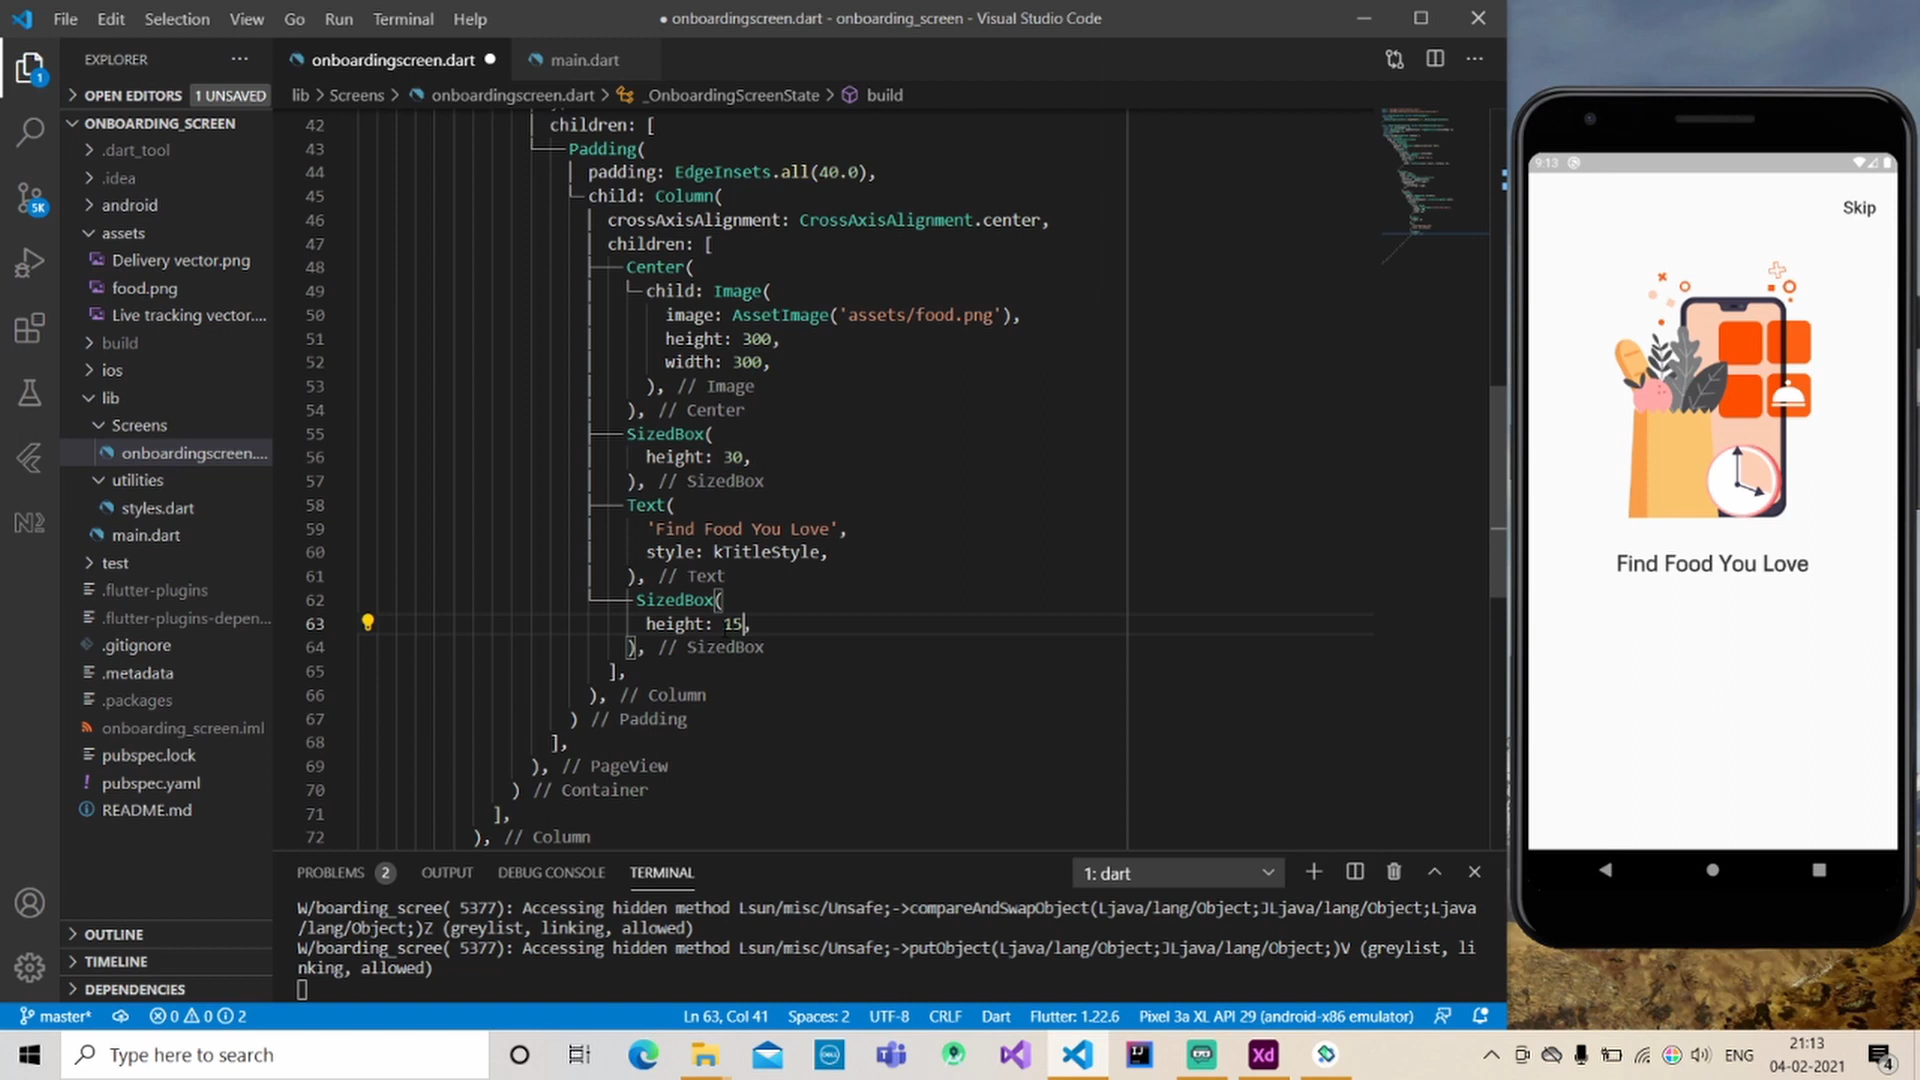 File Edit Selection View Go Run Terminal Help
● onboardingscreen.dart - onboarding_screen - Visual Studio Code
EXPLORER
onboardingscreen.dart
main.dart
OPEN EDITORS 1 UNSAVED
lib > Screens > onboardingscreen.dart > _OnboardingScreenState > build
ONBOARDING_SCREEN
.dart_tool
.idea
android
assets
Delivery vector.png
food.png
Live tracking vector....
build
ios
lib
Screens
onboardingscreen....
utilities
styles.dart
main.dart
test
.flutter-plugins
.flutter-plugins-depen...
.gitignore
.metadata
.packages
onboarding_screen.iml
pubspec.lock
pubspec.yaml
README.md
OUTLINE
TIMELINE
DEPENDENCIES
1
5K
42 children: [
43 Padding(
44 padding: EdgeInsets.all(40.0),
45 child: Column(
46 crossAxisAlignment: CrossAxisAlignment.center,
47 children: [
48 Center(
49 child: Image(
50 image: AssetImage('assets/food.png'),
51 height: 300,
52 width: 300,
53 ), // Image
54 ), // Center
55 SizedBox(
56 height: 30,
57 ), // SizedBox
58 Text(
59 'Find Food You Love',
60 style: kTitleStyle,
61 ), // Text
62 SizedBox(
63 height: 15,
64 ), // SizedBox
65 ],
66 ), // Column
67 ) // Padding
68 ],
69 ), // PageView
70 ) // Container
71 ],
72 ), // Column
PROBLEMS 2 OUTPUT DEBUG CONSOLE TERMINAL
1: dart
W/boarding_scree( 5377): Accessing hidden method Lsun/misc/Unsafe;->compareAndSwapObject(Ljava/lang/Object;JLjava/lang/Object;Ljava
/lang/Object;)Z (greylist, linking, allowed)
W/boarding_scree( 5377): Accessing hidden method Lsun/misc/Unsafe;->putObject(Ljava/lang/Object;JLjava/lang/Object;)V (greylist, li
nking, allowed)
master* 0 0 2
Ln 63, Col 41 Spaces: 2 UTF-8 CRLF Dart Flutter: 1.22.6 Pixel 3a XL API 29 (android-x86 emulator)
9:13
Skip
Find Food You Love
Type here to search
DELL
Xd
ENG
21:13
04-02-2021
4